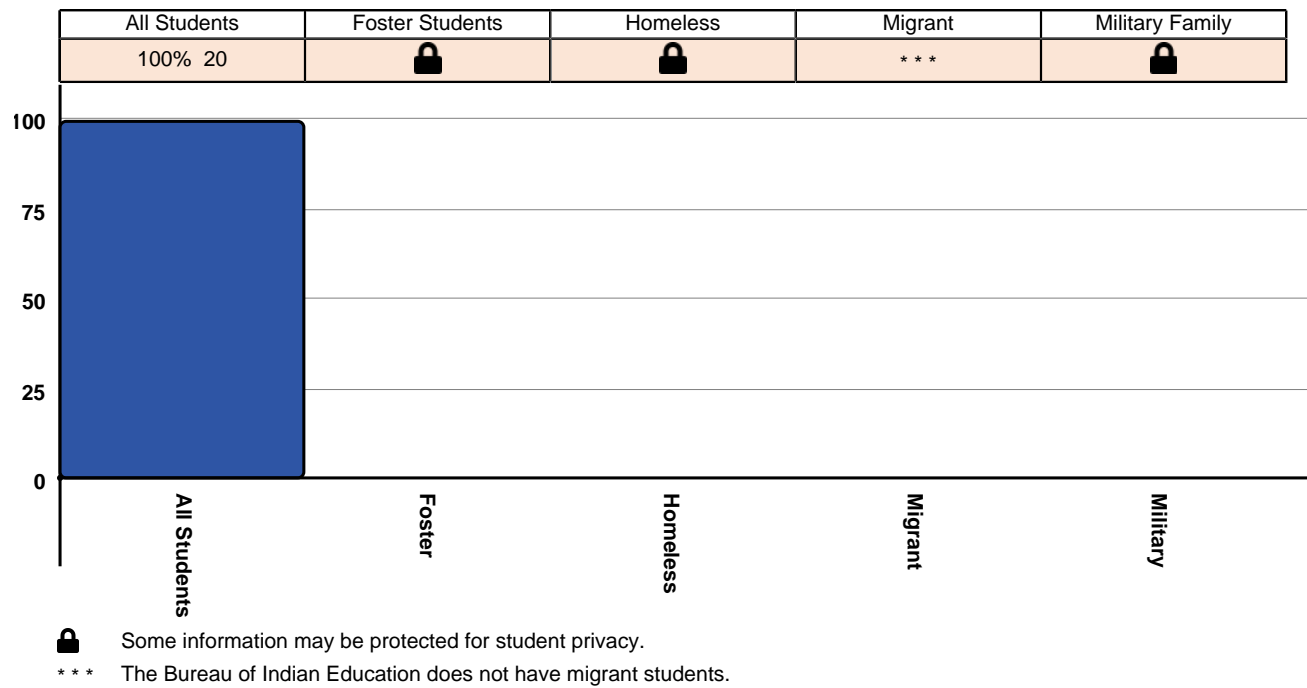 All Students Foster Students Homeless Migrant Military Family
100% 20 * * *
100
75
50
25
0
All Students Foster Homeless Migrant Military
Some information may be protected for student privacy.
* * * The Bureau of Indian Education does not have migrant students.